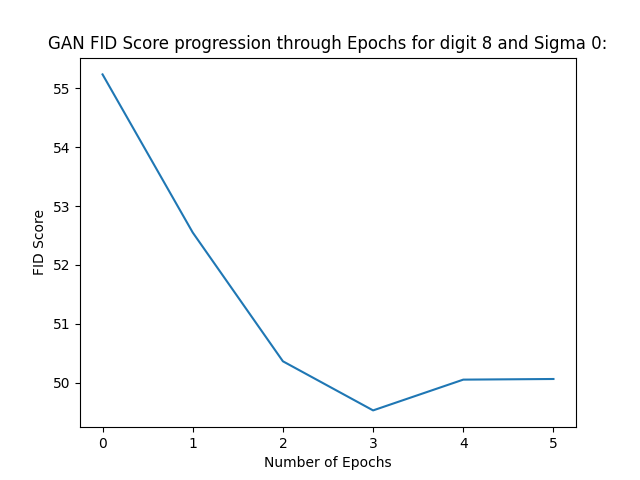 GAN FID Score progression through Epochs for digit 8 and Sigma 0:
55
54
53
52
51
50
FID Score
0 1 2 3 4 5
Number of Epochs